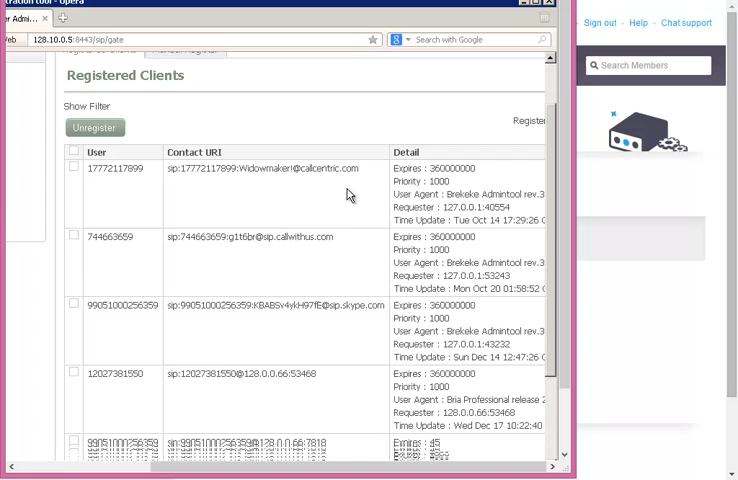 tration tool - Opera
er Admi...
Web
128.10.0.5:8443/sip/gate
Search with Google
Sign out Help Chat support
Search Members
Registered Clients
Show Filter
Register
Unregister
User Contact URI Detail
17772117899 sip:17772117899:Widowmaker!@callcentric.com Expires : 360000000
Priority : 1000
User Agent : Brekeke Admintool rev.3
Requester : 127.0.0.1:40554
Time Update : Tue Oct 14 17:29:26
744663659 sip:744663659:g1t6br@sip.callwithus.com Expires : 360000000
Priority : 1000
User Agent : Brekeke Admintool rev.3
Requester : 127.0.0.1:53243
Time Update : Mon Oct 20 01:58:52
99051000256359 sip:99051000256359:KBABSv4ykH97fE@sip.skype.com Expires : 360000000
Priority : 1000
User Agent : Brekeke Admintool rev.3
Requester : 127.0.0.1:43232
Time Update : Sun Dec 14 12:47:26
12027381550 sip:12027381550@128.0.0.66:53468 Expires : 360000000
Priority : 1000
User Agent : Bria Professional release 2
Requester : 128.0.0.66:53468
Time Update : Wed Dec 17 10:22:40